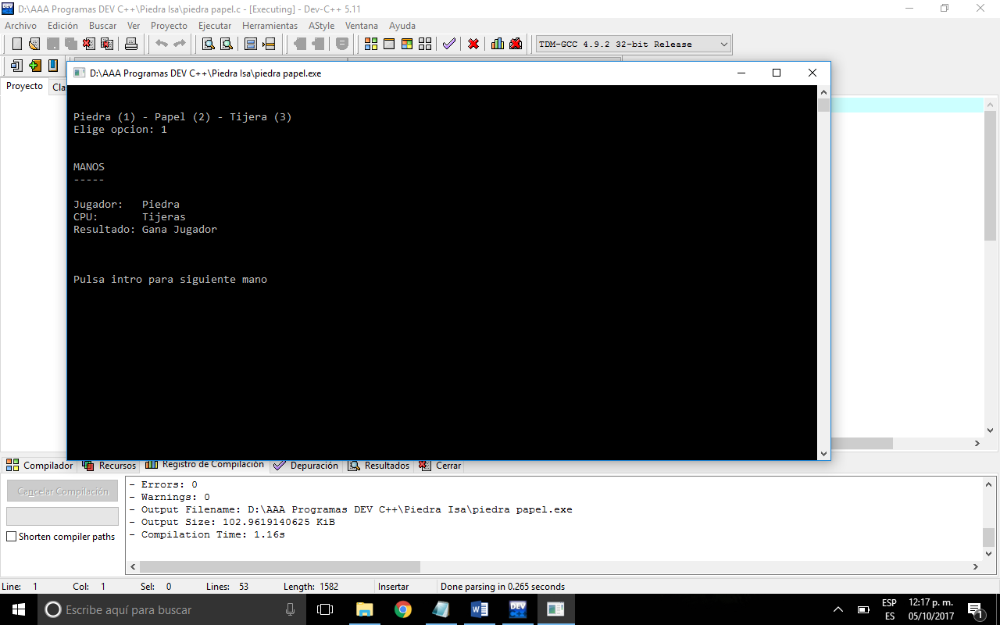 D:\AAA Programas DEV C++\Piedra Isa\piedra papel.c - [Executing] - Dev-C++ 5.11
Archivo Edición Buscar Ver Proyecto Ejecutar Herramientas AStyle Ventana Ayuda
TDM-GCC 4.9.2 32-bit Release
Proyecto Cla
D:\AAA Programas DEV C++\Piedra Isa\piedra papel.exe
Piedra (1) - Papel (2) - Tijera (3)
Elige opcion: 1
MANOS
-----
Jugador: Piedra
CPU: Tijeras
Resultado: Gana Jugador
Pulsa intro para siguiente mano
Compilador Recursos Registro de Compilación Depuración Resultados Cerrar
Cancelar Compilación
Shorten compiler paths
- Errors: 0
- Warnings: 0
- Output Filename: D:\AAA Programas DEV C++\Piedra Isa\piedra papel.exe
- Output Size: 102.9619140625 KiB
- Compilation Time: 1.16s
Line: 1 Col: 1 Sel: 0 Lines: 53 Length: 1582 Insertar Done parsing in 0.265 seconds
Escribe aquí para buscar
DEV
ESP
ES
12:17 p. m.
05/10/2017
1